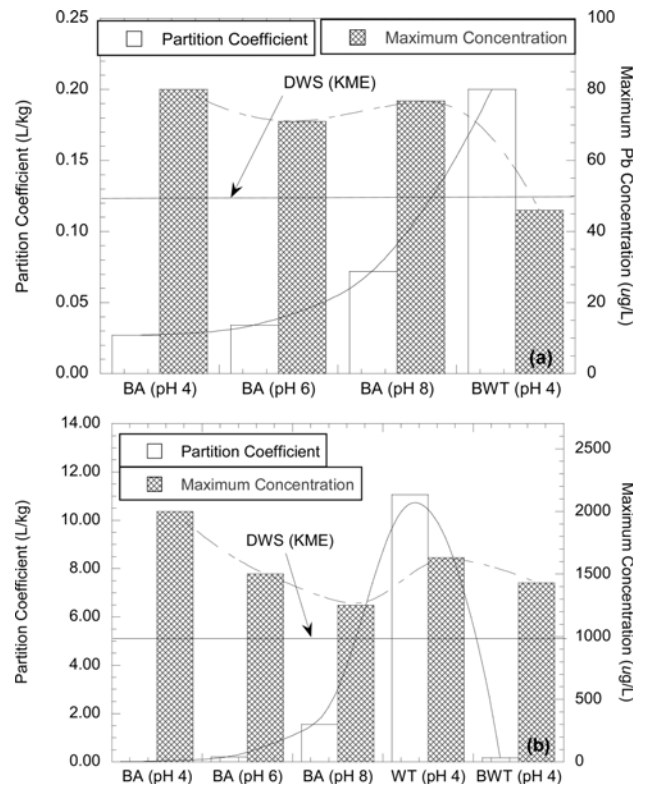 Partition Coefficient
Maximum Concentration
DWS (KME)
Partition Coefficient (L/kg)
0.25
0.20
0.15
0.10
0.05
0.00
Maximum Pb Concentration (ug/L)
100
80
60
40
20
0
(a)
BA (pH 4) BA (pH 6) BA (pH 8) BWT (pH 4)
Partition Coefficient
Maximum Concentration
DWS (KME)
Partition Coefficient (L/kg)
14.00
12.00
10.00
8.00
6.00
4.00
2.00
0.00
Maximum Concentration (ug/L)
2500
2000
1500
1000
500
0
(b)
BA (pH 4) BA (pH 6) BA (pH 8) WT (pH 4) BWT (pH 4)